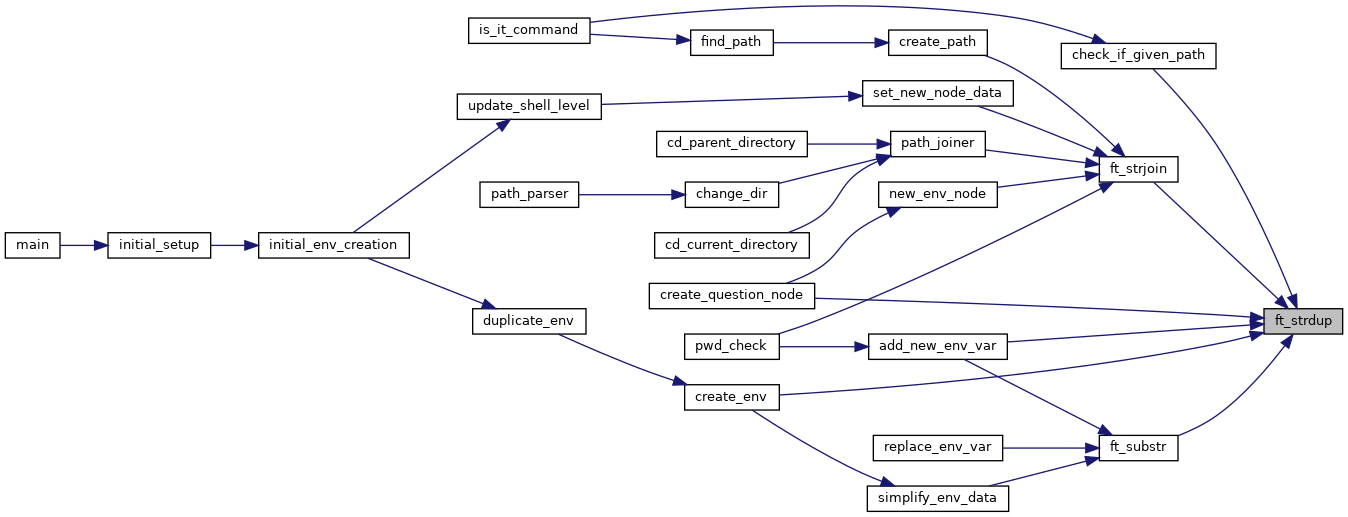 is_it_command
find_path
create_path
check_if_given_path
update_shell_level
set_new_node_data
cd_parent_directory
path_joiner
ft_strjoin
path_parser
change_dir
new_env_node
main
initial_setup
initial_env_creation
cd_current_directory
create_question_node
duplicate_env
ft_strdup
pwd_check
add_new_env_var
create_env
replace_env_var
ft_substr
simplify_env_data